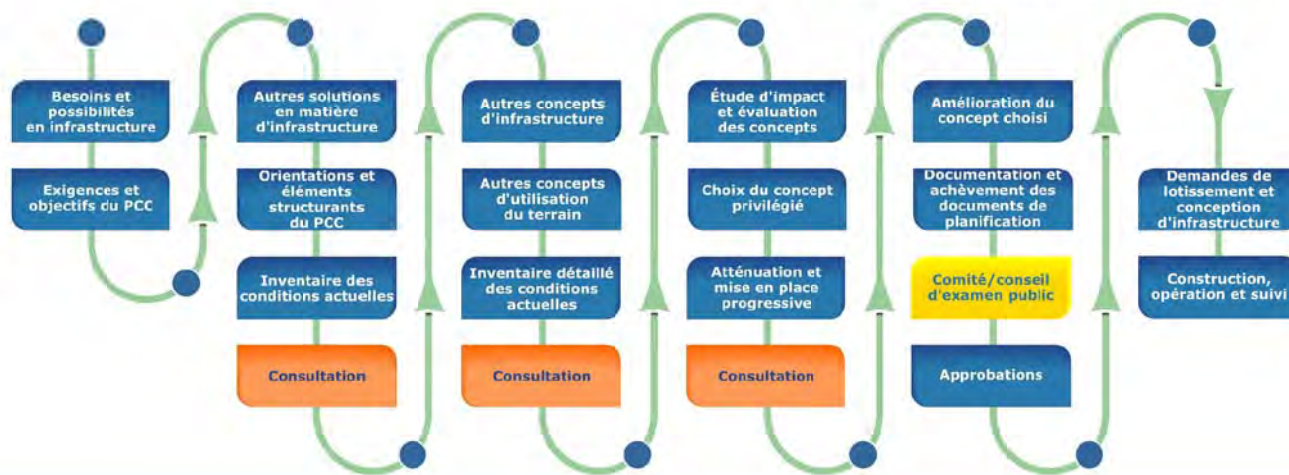 Besoins et
possibilités
en infrastructure
Exigences et
objectifs du PCC
Autres solutions
en matière
d'infrastructure
Orientations et
éléments
structurants
du PCC
Inventaire des
conditions actuelles
Consultation
Autres concepts
d'infrastructure
Autres concepts
d'utilisation
du terrain
Inventaire détaillé
des conditions
actuelles
Consultation
Étude d'impact
et évaluation
des concepts
Choix du concept
privilégié
Atténuation et
mise en place
progressive
Consultation
Amélioration du
concept choisi
Documentation et
achèvement des
documents de
planification
Comité/conseil
d'examen public
Approbations
Demandes de
lotissement et
conception
d'infrastructure
Construction,
opération et suivi